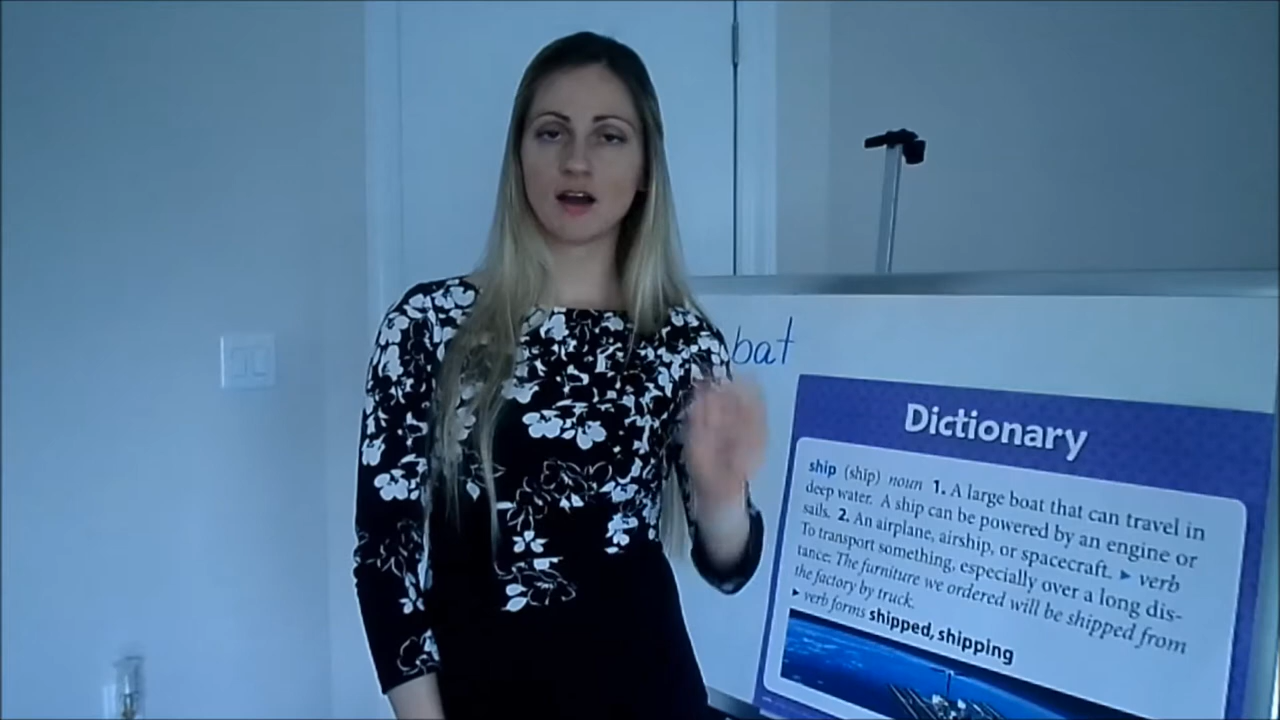 bat
Dictionary
ship (ship) noun 1. A large boat that can travel in
deep water. A ship can be powered by an engine or
sails. 2. An airplane, airship, or spacecraft. ► verb
To transport something, especially over a long dis-
tance: The furniture we ordered will be shipped from
the factory by truck.
► verb forms shipped, shipping